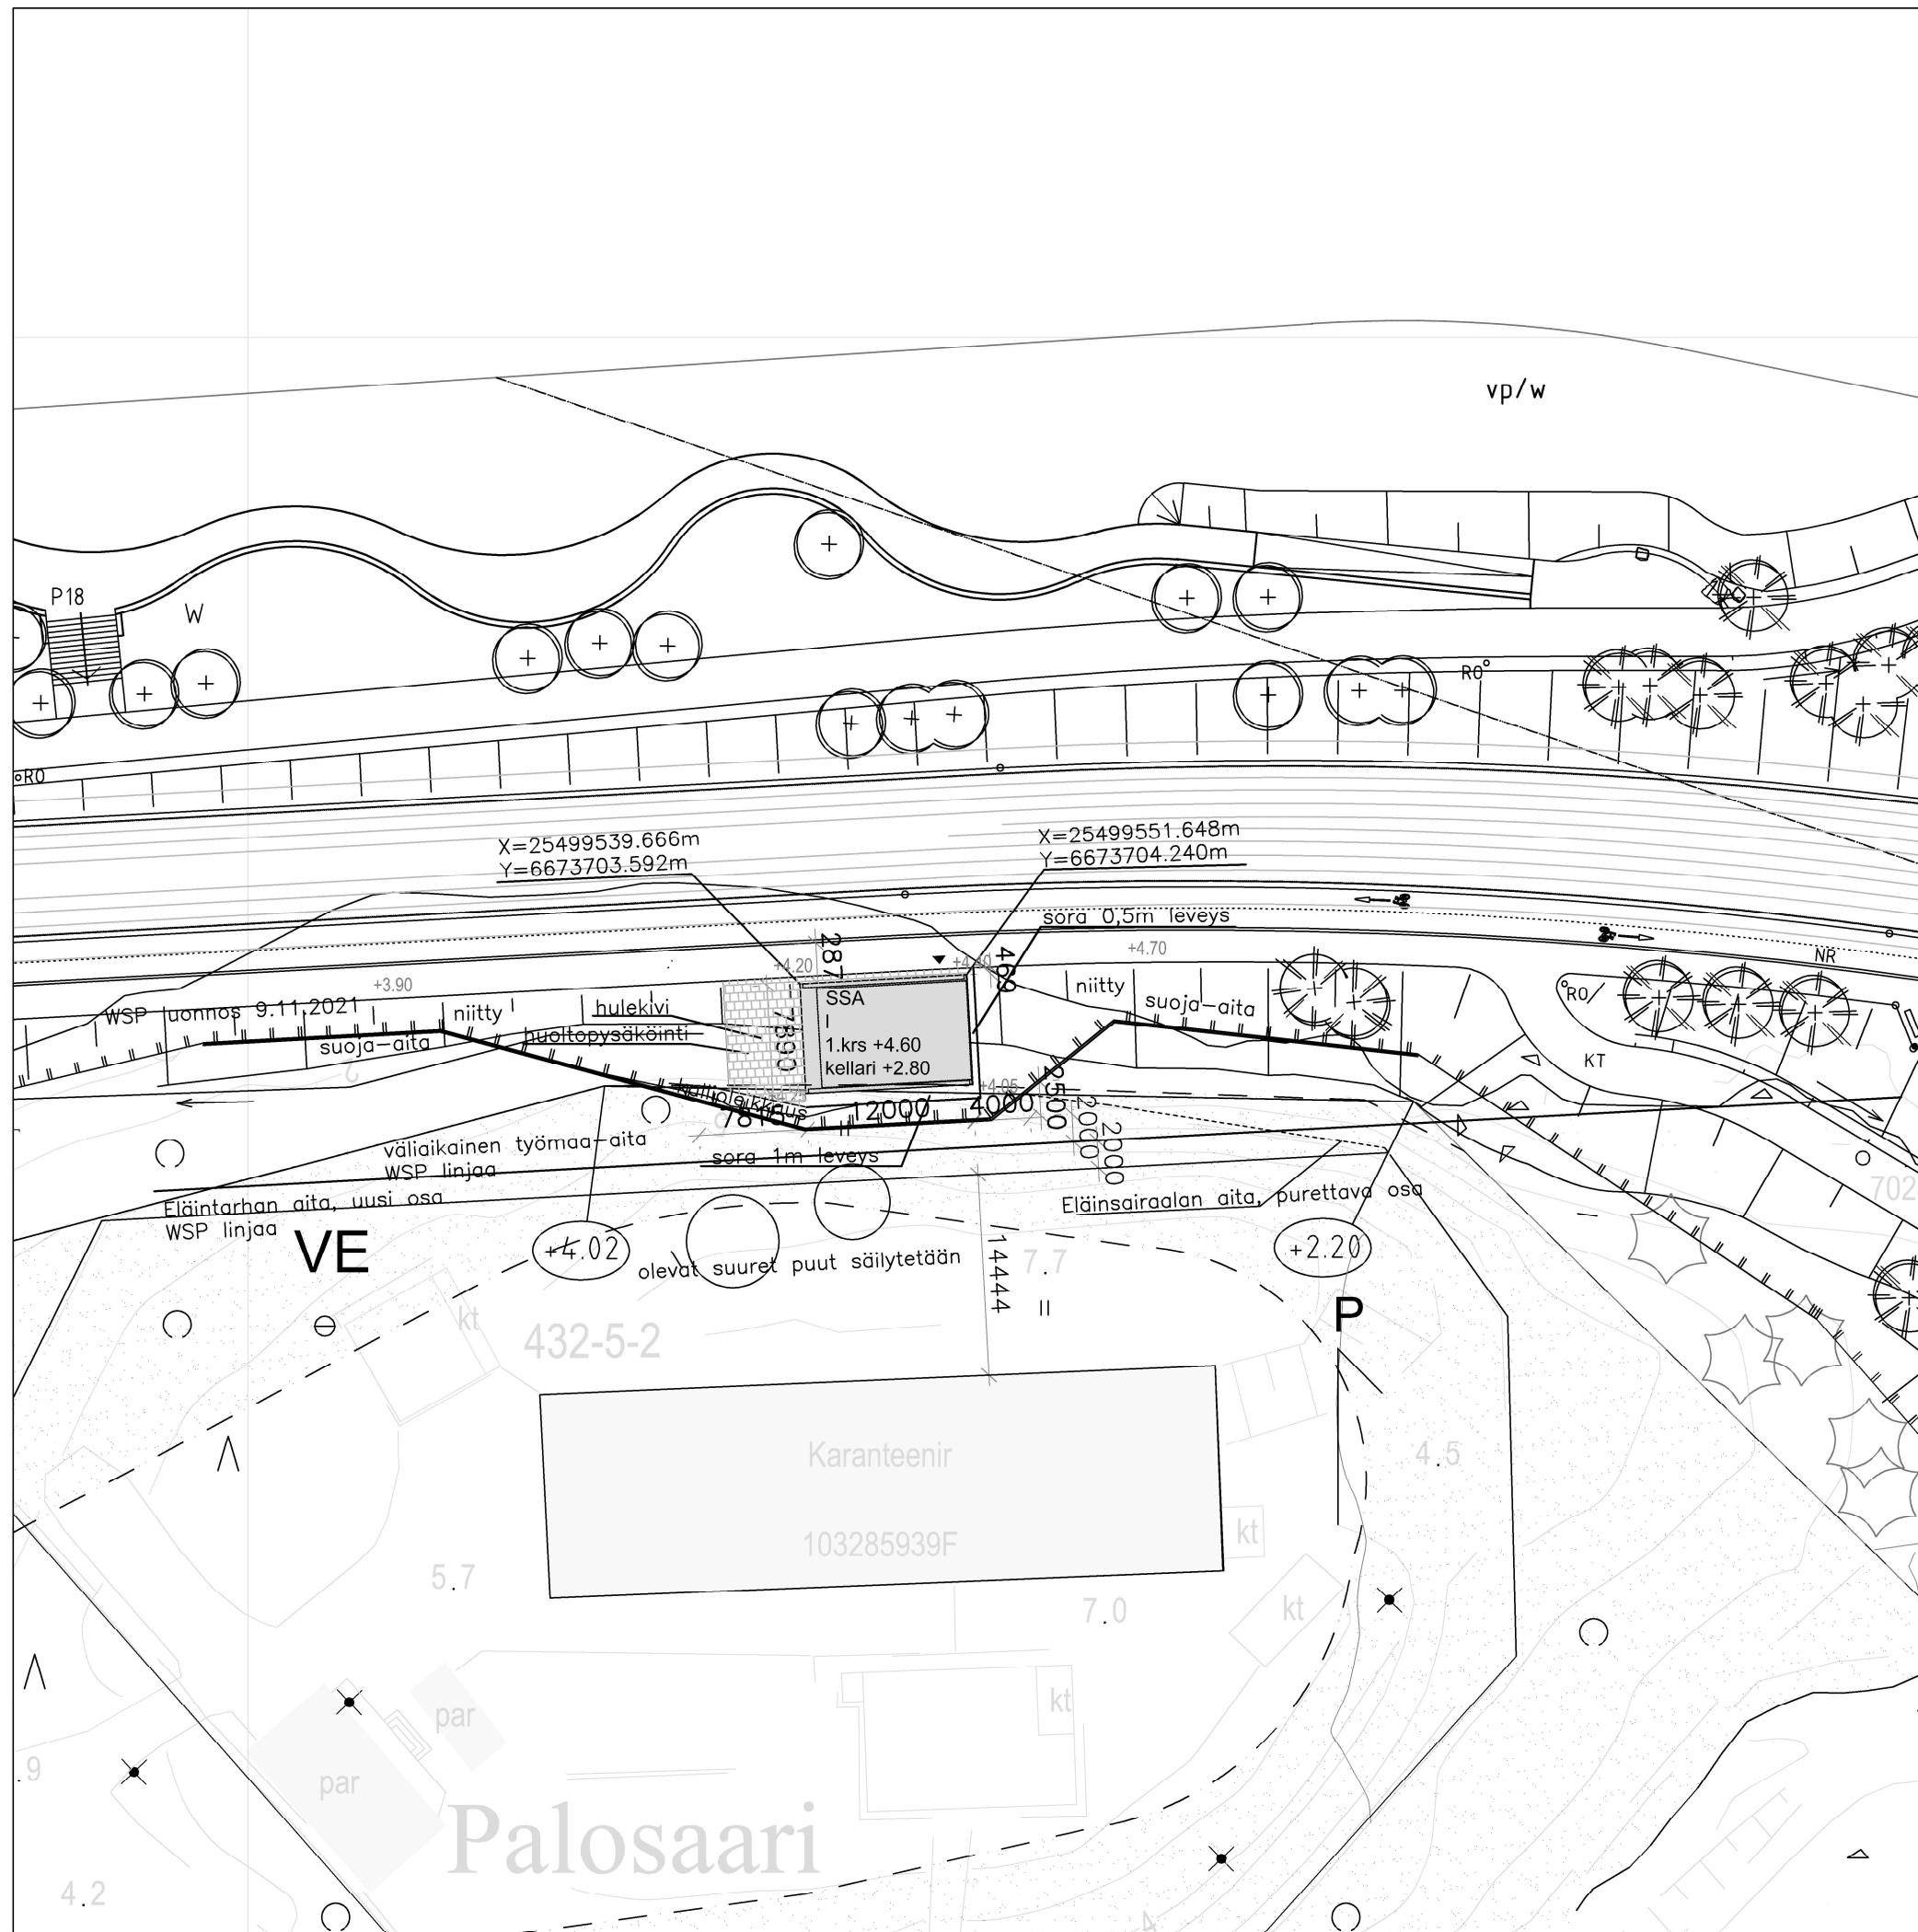 vp/w
P18
W
RO
RO
X=25499539.666m
Y=6673703.592m
X=25499551.648m
Y=6673704.240m
sora 0,5m leveys
+4.70
NR
+4.20
287
469
+3.90
WSP luonnos 9.11.2021
niitty
hulekivi
huoltopysäköinti
suoja-aita
SSA
I
1.krs +4.60
kellari +2.80
7890
niitty
suoja-aita
RO
KT
+4.05
12000
4000
2500
2000
2000
kallioleikkaus
väliaikainen työmaa-aita
WSP linjaa
sora 1m leveys
Eläintarhan aita, uusi osa
WSP linjaa
Eläinsairaalan aita, purettava osa
702
VE
+4.02
olevat suuret puut säilytetään
14444
7.7
II
+2.20
P
kt
432-5-2
Karanteenir
103285939F
4.5
kt
5.7
7.0
kt
par
par
kt
.9
Palosaari
4.2